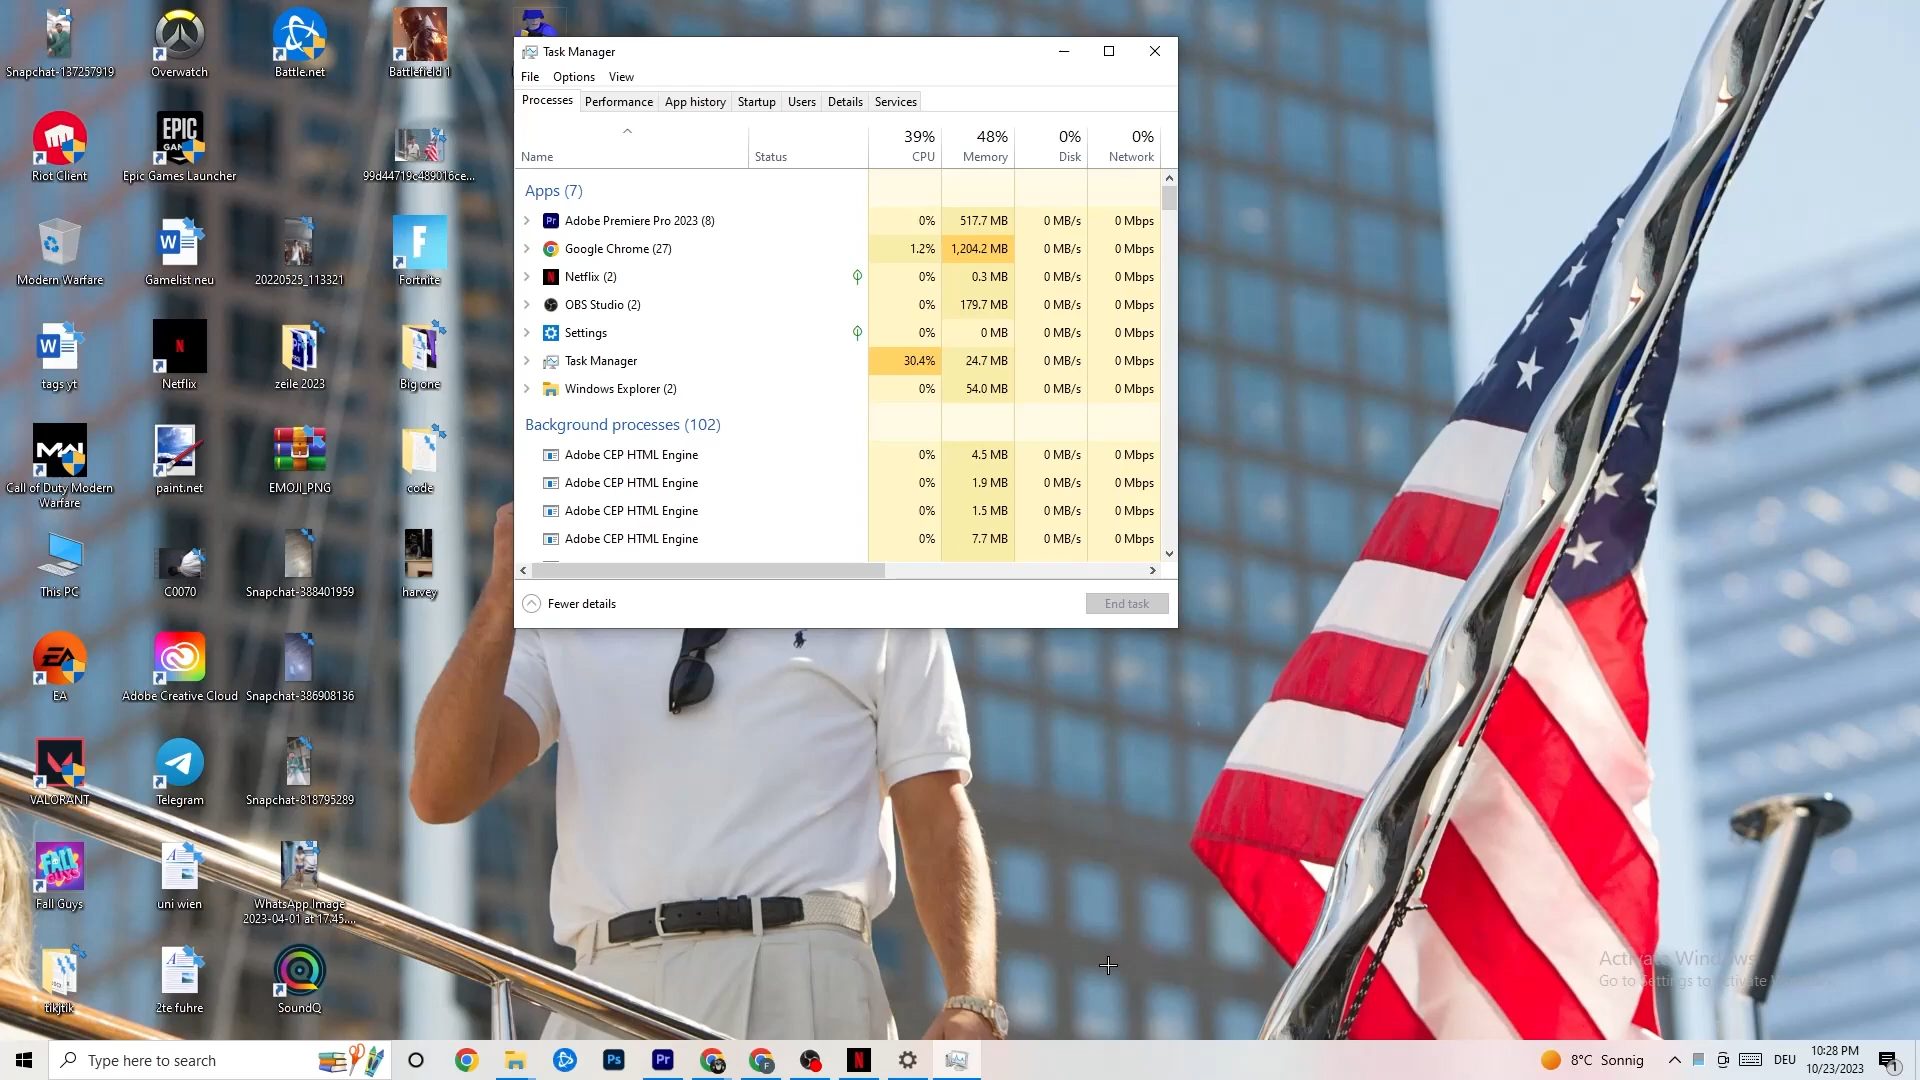 Snapchat-137257919
Overwatch
Battle.net
Battlefield 1
Riot Client
EPIC
Epic Games Launcher
99d44719c489016ce...
Modern Warfare
Gamelist neu
20220525_113321
Fortnite
tags yt
Netflix
zeile 2023
Big one
Call of Duty Modern
Warfare
paint.net
EMOJI_PNG
code
This PC
C0070
Snapchat-388401959
harvey
EA
Adobe Creative Cloud
Snapchat-386908136
VALORANT
Telegram
Snapchat-818795289
FALL
GUYS
Fall Guys
uni wien
WhatsApp Image
2023-04-01 at 17.45....
tikjtik
2te fuhre
SoundQ
Task Manager
File Options View
Processes Performance App history Startup Users Details Services
39% 48% 0% 0%
Name Status CPU Memory Disk Network
Apps (7)
Adobe Premiere Pro 2023 (8) 0% 517.7 MB 0 MB/s 0 Mbps
Google Chrome (27) 1.2% 1,204.2 MB 0 MB/s 0 Mbps
Netflix (2) 0% 0.3 MB 0 MB/s 0 Mbps
OBS Studio (2) 0% 179.7 MB 0 MB/s 0 Mbps
Settings 0% 0 MB 0 MB/s 0 Mbps
Task Manager 30.4% 24.7 MB 0 MB/s 0 Mbps
Windows Explorer (2) 0% 54.0 MB 0 MB/s 0 Mbps
Background processes (102)
Adobe CEP HTML Engine 0% 4.5 MB 0 MB/s 0 Mbps
Adobe CEP HTML Engine 0% 1.9 MB 0 MB/s 0 Mbps
Adobe CEP HTML Engine 0% 1.5 MB 0 MB/s 0 Mbps
Adobe CEP HTML Engine 0% 7.7 MB 0 MB/s 0 Mbps
Fewer details End task
Activate Windows
Go to Settings to activate
Type here to search
8°C Sonnig
DEU
10:28 PM
10/23/2023